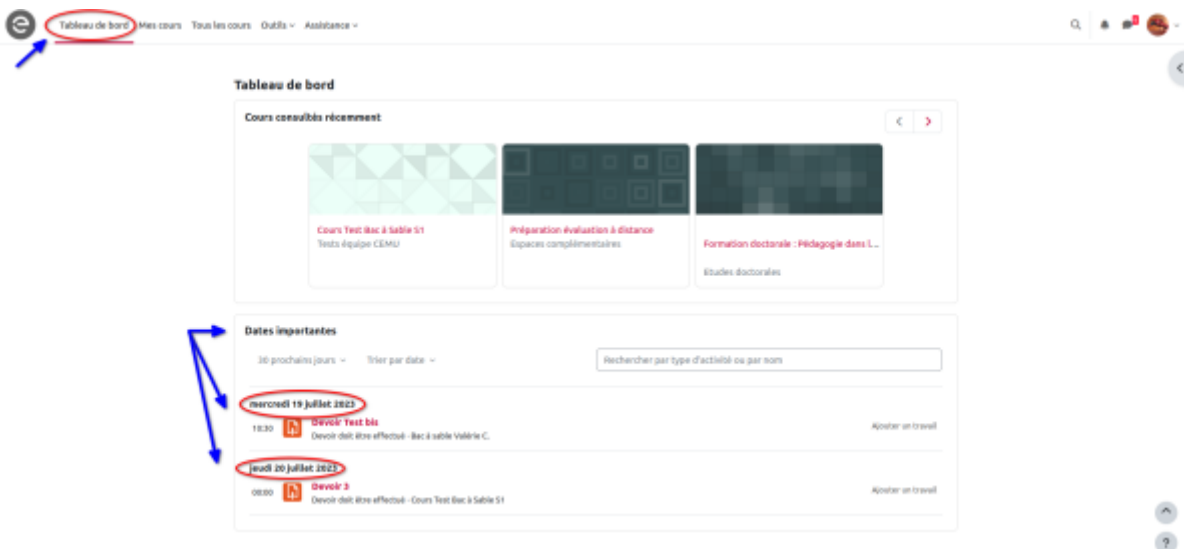 Tableau de bord Mes cours Tous les cours Outils Assistance
Tableau de bord
Cours consultés récemment
Cours Test Bac à Sable S1
Tests équipe CEMU
Préparation évaluation à distance
Espaces complémentaires
Formation doctorale : Pédagogie dans l...
Etudes doctorales
Dates importantes
30 prochains jours Trier par date Rechercher par type d'activité ou par nom
mercredi 19 juillet 2023
10:30 Devoir Test bis Ajouter un travail
Devoir doit être effectué - Bac à sable Valérie C.
jeudi 20 juillet 2023
00:00 Devoir 3 Ajouter un travail
Devoir doit être effectué - Cours Test Bac à Sable S1
?